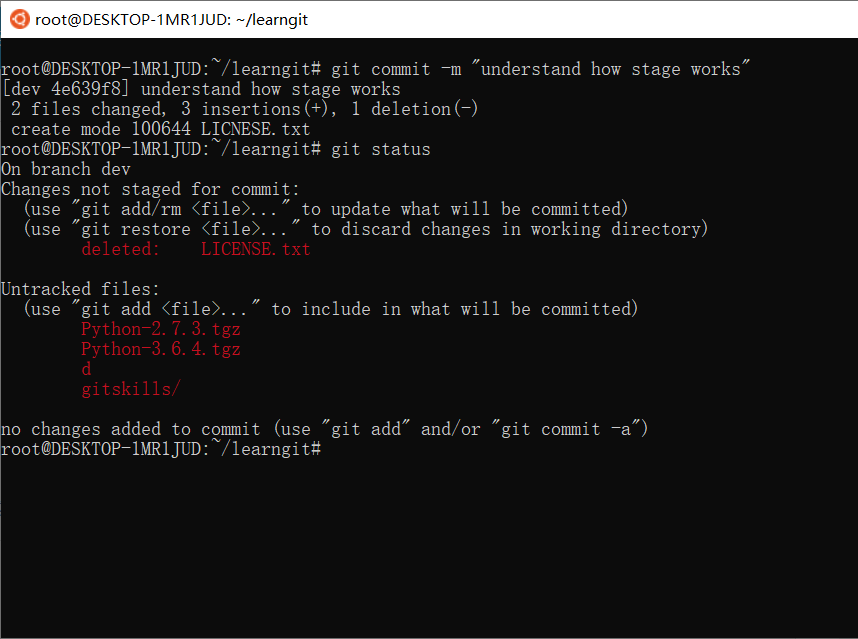 root@DESKTOP-1MR1JUD: ~/learngit
root@DESKTOP-1MR1JUD:~/learngit# git commit -m "understand how stage works"
[dev 4e639f8] understand how stage works
 2 files changed, 3 insertions(+), 1 deletion(-)
 create mode 100644 LICNESE.txt
root@DESKTOP-1MR1JUD:~/learngit# git status
On branch dev
Changes not staged for commit:
  (use "git add/rm <file>..." to update what will be committed)
  (use "git restore <file>..." to discard changes in working directory)
        deleted:    LICENSE.txt
Untracked files:
  (use "git add <file>..." to include in what will be committed)
        Python-2.7.3.tgz
        Python-3.6.4.tgz
        d
        gitskills/
no changes added to commit (use "git add" and/or "git commit -a")
root@DESKTOP-1MR1JUD:~/learngit#